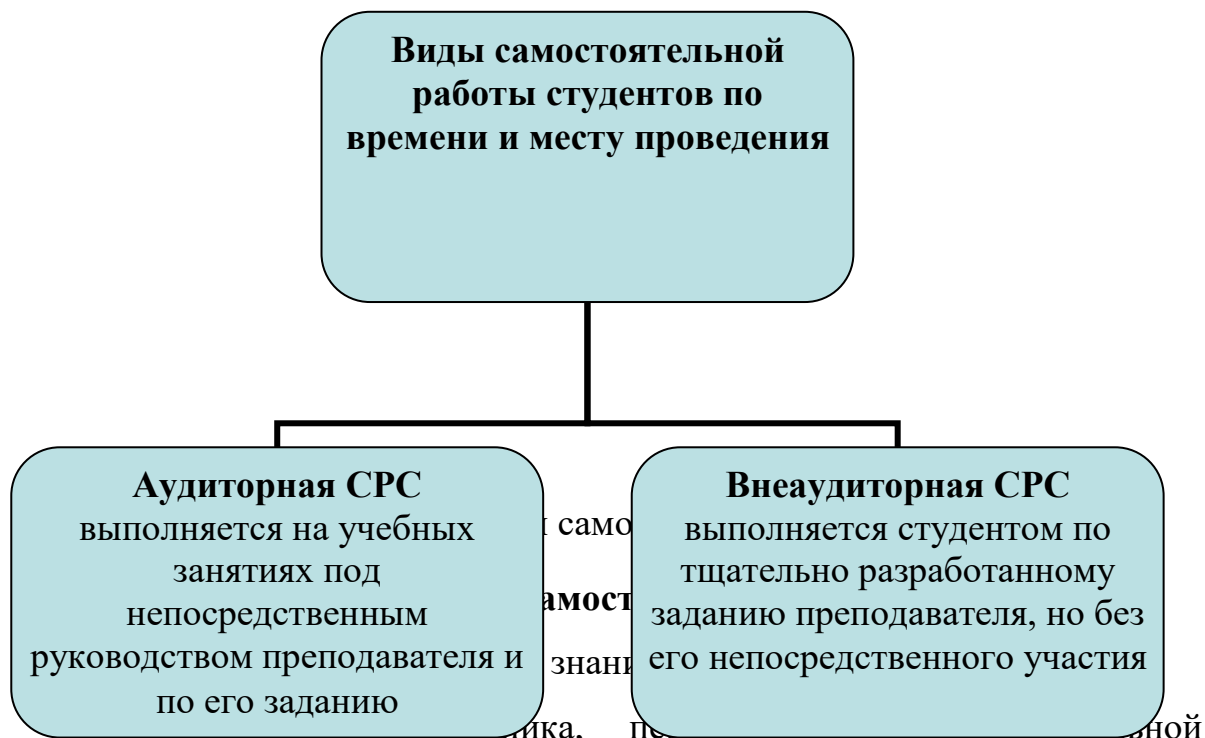 Виды самостоятельной
работы студентов по
времени и месту проведения
Аудиторная СРС
выполняется на учебных
занятиях под
непосредственным
руководством преподавателя и
по его заданию
Внеаудиторная СРС
выполняется студентом по
тщательно разработанному
заданию преподавателя, но без
его непосредственного участия